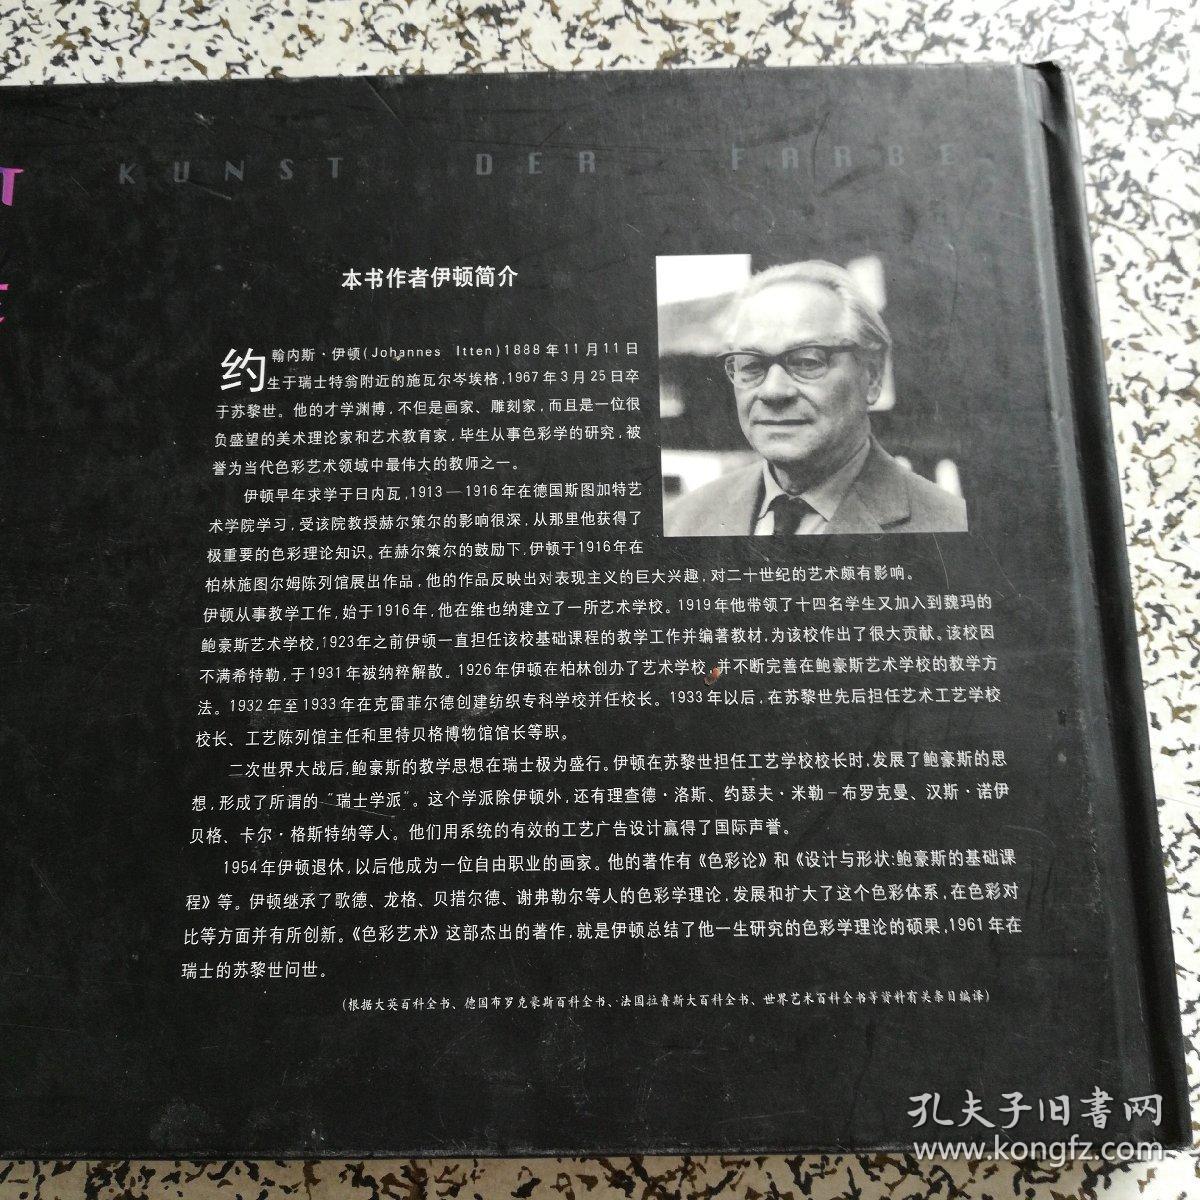 KUNST DER FARBE
本书作者伊顿简介
约翰内斯·伊顿(Johannes Itten)1888年11月11日
生于瑞士特翁附近的施瓦尔岑埃格,1967年3月25日卒
于苏黎世。他的才学渊博,不但是画家、雕刻家,而且是一位很
负盛望的美术理论家和艺术教育家,毕生从事色彩学的研究,被
誉为当代色彩艺术领域中最伟大的教师之一。
伊顿早年求学于日内瓦,1913—1916年在德国斯图加特艺
术学院学习,受该院教授赫尔策尔的影响很深,从那里他获得了
极重要的色彩理论知识。在赫尔策尔的鼓励下,伊顿于1916年在
柏林施图尔姆陈列馆展出作品,他的作品反映出对表现主义的巨大兴趣,对二十世纪的艺术颇有影响。
伊顿从事教学工作,始于1916年,他在维也纳建立了一所艺术学校。1919年他带领了十四名学生又加入到魏玛的
鲍豪斯艺术学校,1923年之前伊顿一直担任该校基础课程的教学工作并编著教材,为该校作出了很大贡献。该校因
不满希特勒,于1931年被纳粹解散。1926年伊顿在柏林创办了艺术学校,并不断完善在鲍豪斯艺术学校的教学方
法。1932年至1933年在克雷菲尔德创建纺织专科学校并任校长。1933年以后,在苏黎世先后担任艺术工艺学校
校长、工艺陈列馆主任和里特贝格博物馆馆长等职。
二次世界大战后,鲍豪斯的教学思想在瑞士极为盛行。伊顿在苏黎世担任工艺学校校长时,发展了鲍豪斯的思
想,形成了所谓的“瑞士学派”。这个学派除伊顿外,还有理查德·洛斯、约瑟夫·米勒-布罗克曼、汉斯·诺伊
贝格、卡尔·格斯特纳等人。他们用系统的有效的工艺广告设计赢得了国际声誉。
1954年伊顿退休,以后他成为一位自由职业的画家。他的著作有《色彩论》和《设计与形状:鲍豪斯的基础课
程》等。伊顿继承了歌德、龙格、贝措尔德、谢弗勒尔等人的色彩学理论,发展和扩大了这个色彩体系,在色彩对
比等方面并有所创新。《色彩艺术》这部杰出的著作,就是伊顿总结了他一生研究的色彩学理论的硕果,1961年在
瑞士的苏黎世问世。
(根据大英百科全书、德国布罗克豪斯百科全书、法国拉鲁斯大百科全书、世界艺术百科全书等资料有关条目编译)
孔夫子旧書网
www.kongfz.com